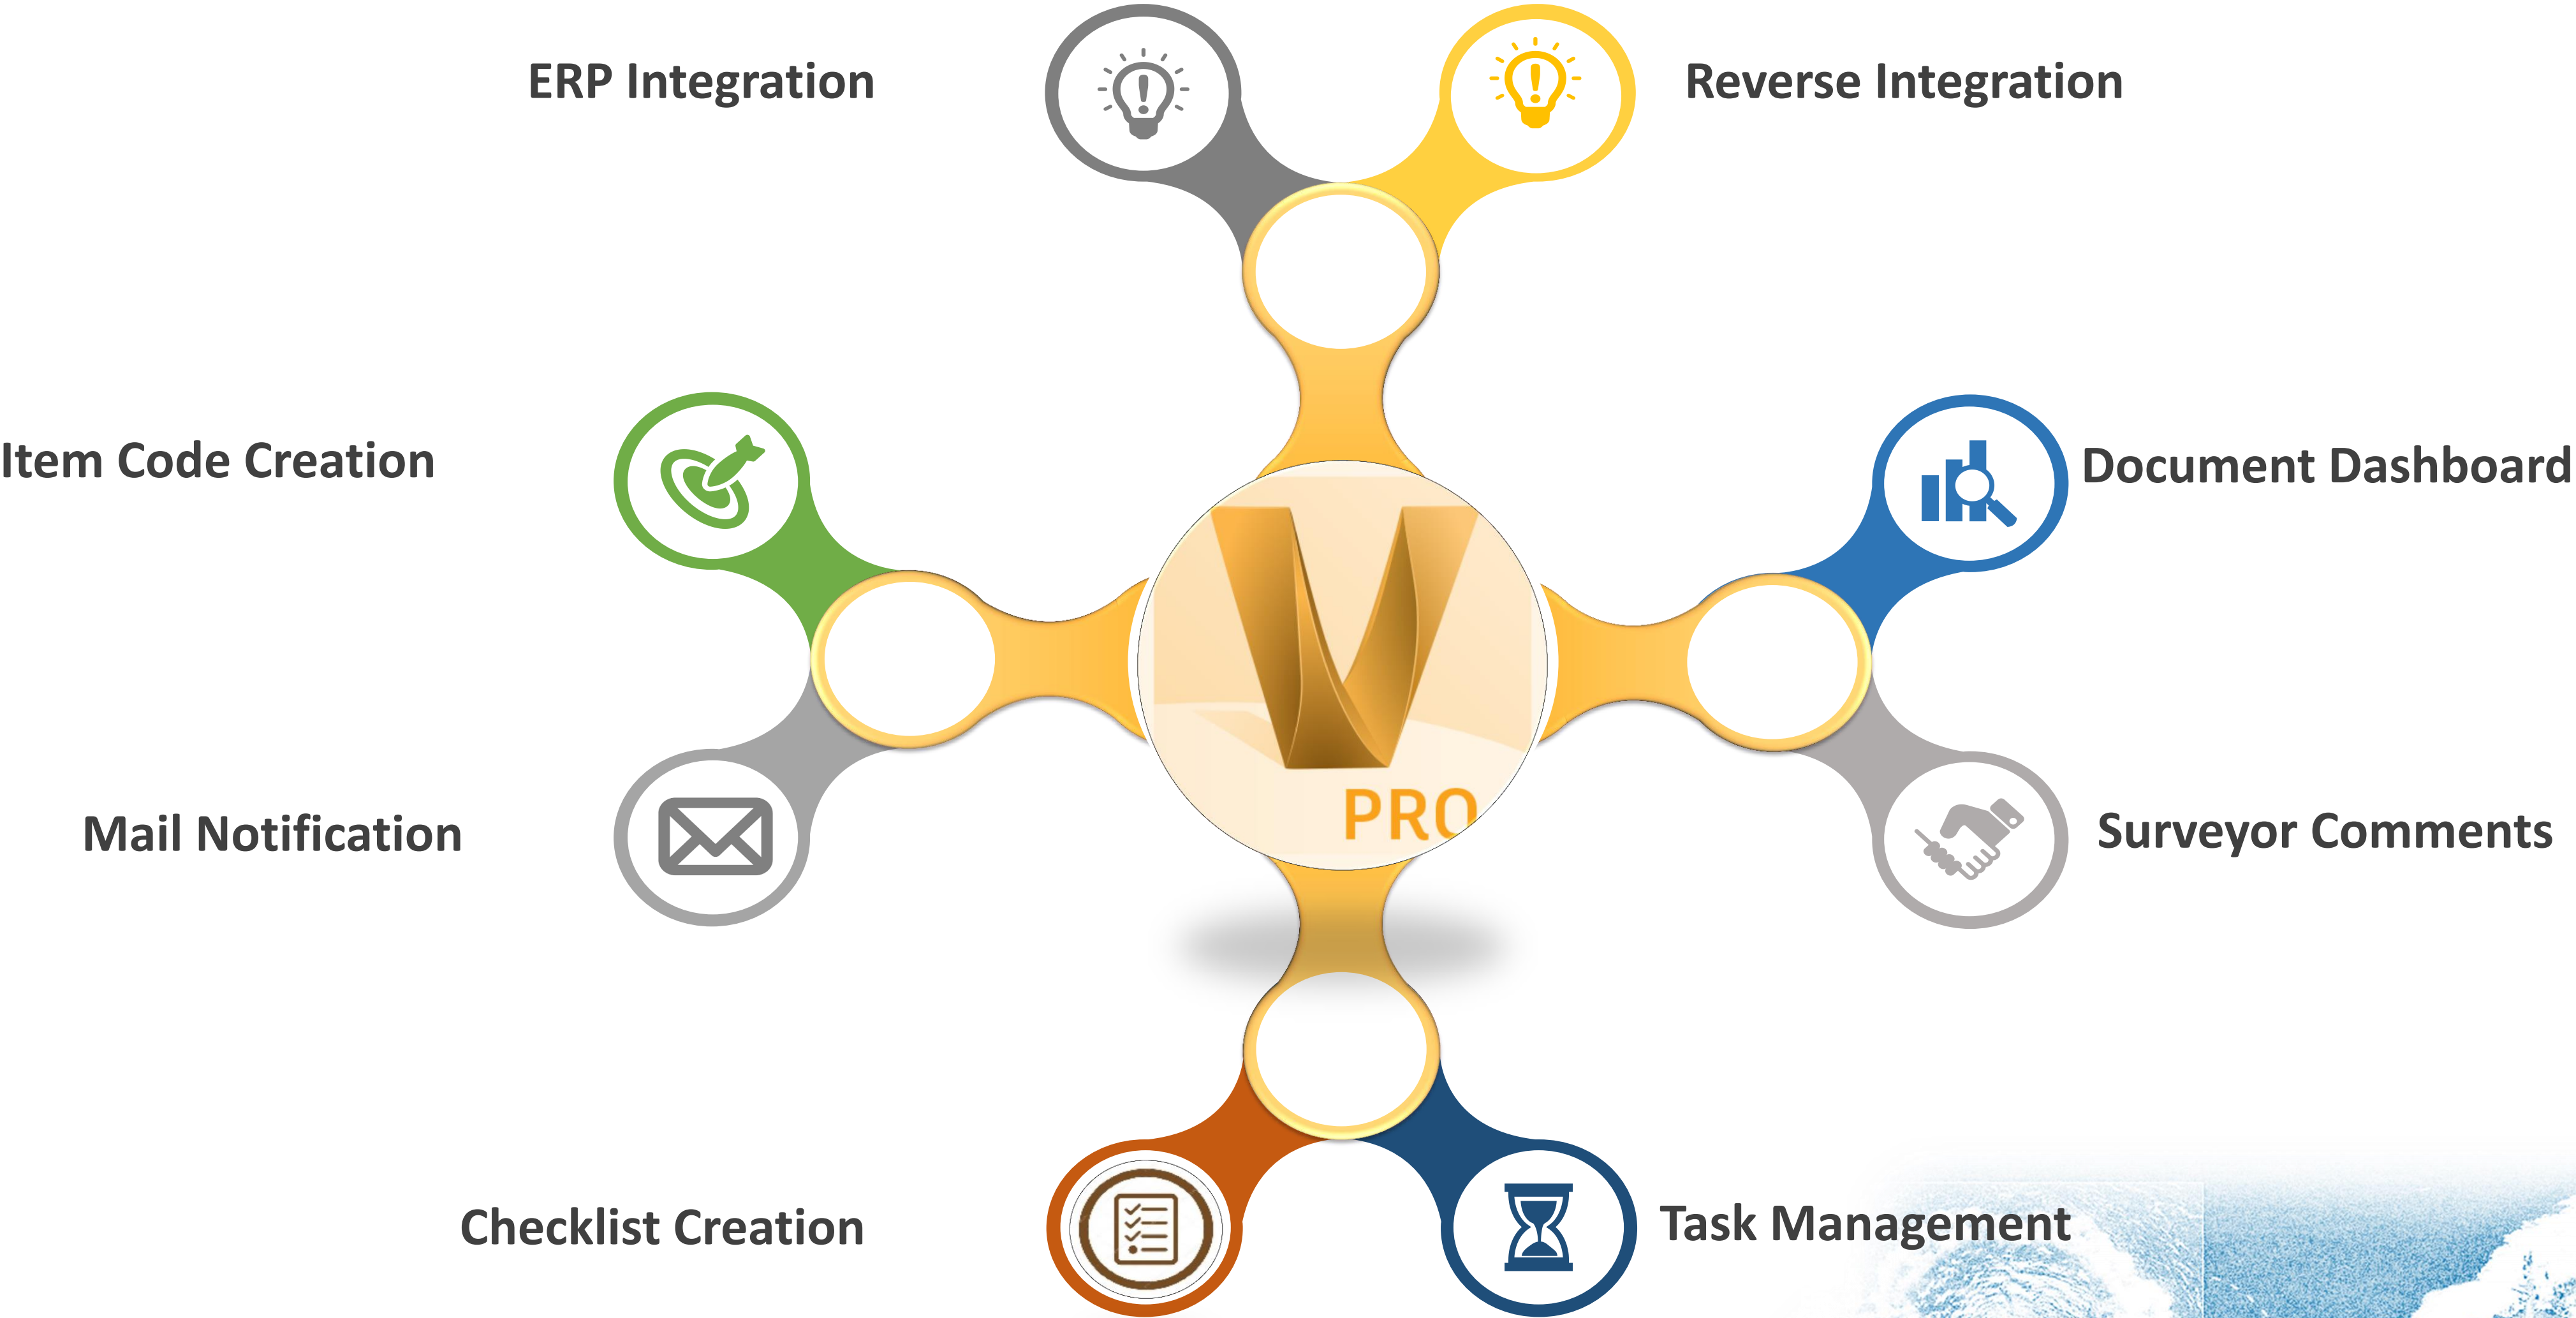 ERP Integration
Reverse Integration
Item Code Creation
Document Dashboard
PRO
Mail Notification
Surveyor Comments
Checklist Creation
Task Management